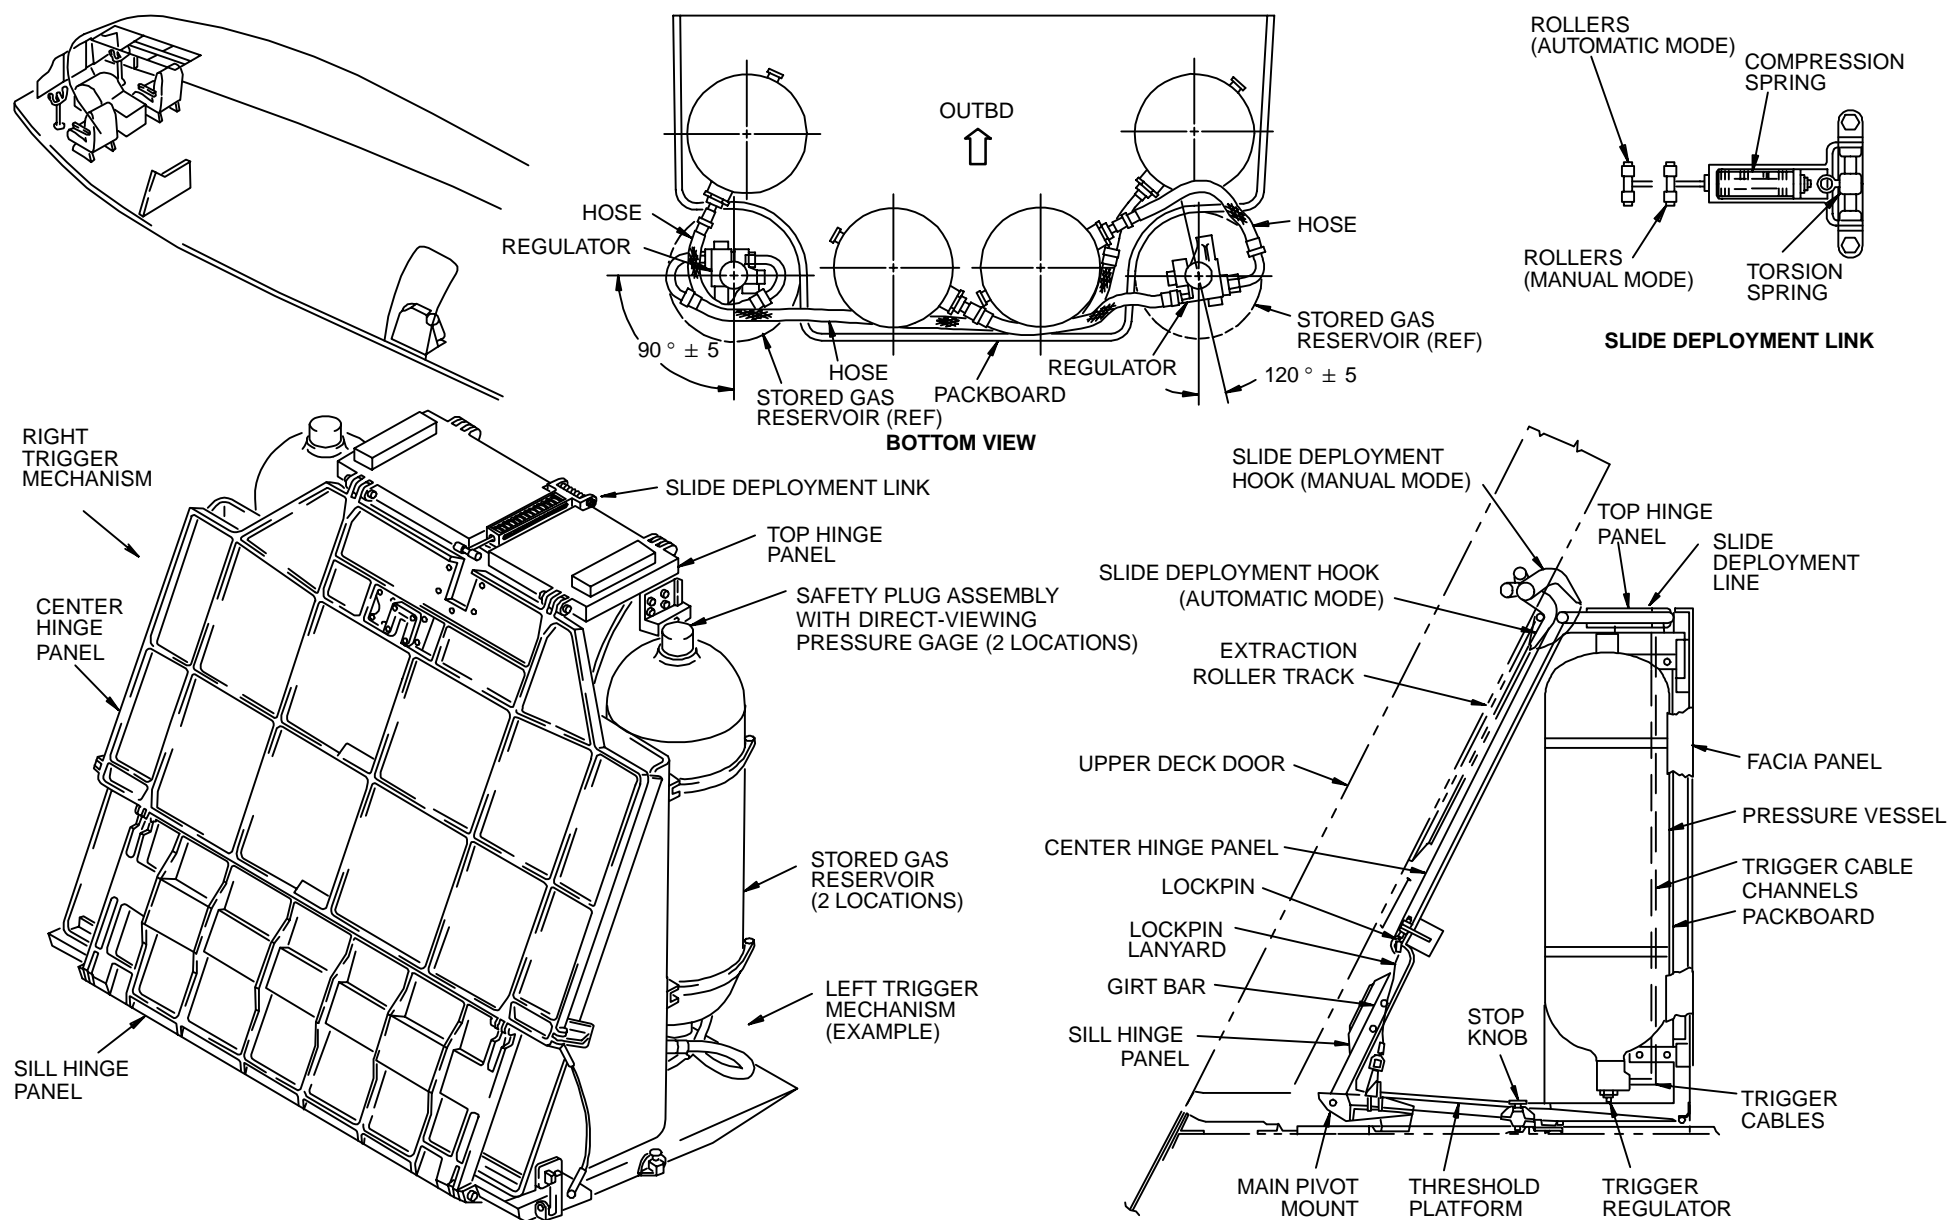 ROLLERS
(AUTOMATIC MODE)
COMPRESSION
SPRING
OUTBD
HOSE
REGULATOR
HOSE
ROLLERS
(MANUAL MODE)
TORSION
SPRING
STORED GAS
RESERVOIR (REF)
SLIDE DEPLOYMENT LINK
90 ° ± 5
HOSE
REGULATOR
120 ° ± 5
STORED GAS
RESERVOIR (REF)
PACKBOARD
BOTTOM VIEW
RIGHT
TRIGGER
MECHANISM
SLIDE DEPLOYMENT LINK
TOP HINGE
PANEL
CENTER
HINGE
PANEL
SAFETY PLUG ASSEMBLY
WITH DIRECT-VIEWING
PRESSURE GAGE (2 LOCATIONS)
STORED GAS
RESERVOIR
(2 LOCATIONS)
LEFT TRIGGER
MECHANISM
(EXAMPLE)
SILL HINGE
PANEL
SLIDE DEPLOYMENT
HOOK (MANUAL MODE)
TOP HINGE
PANEL
SLIDE
DEPLOYMENT
LINE
SLIDE DEPLOYMENT HOOK
(AUTOMATIC MODE)
EXTRACTION
ROLLER TRACK
UPPER DECK DOOR
FACIA PANEL
PRESSURE VESSEL
CENTER HINGE PANEL
TRIGGER CABLE
CHANNELS
LOCKPIN
PACKBOARD
LOCKPIN
LANYARD
GIRT BAR
STOP
KNOB
SILL HINGE
PANEL
TRIGGER
CABLES
MAIN PIVOT
MOUNT
THRESHOLD
PLATFORM
TRIGGER
REGULATOR